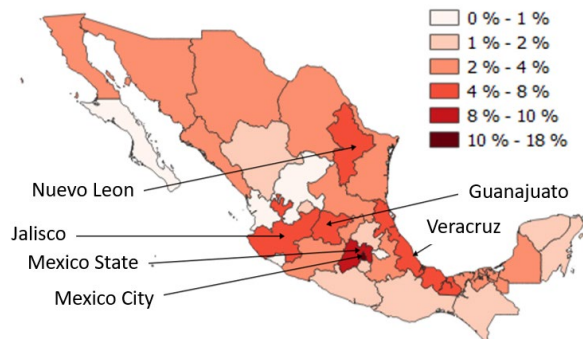 0 % - 1 %
1 % - 2 %
2 % - 4 %
4 % - 8 %
8 % - 10 %
10 % - 18 %
Nuevo Leon
Guanajuato
Jalisco
Veracruz
Mexico State
Mexico City